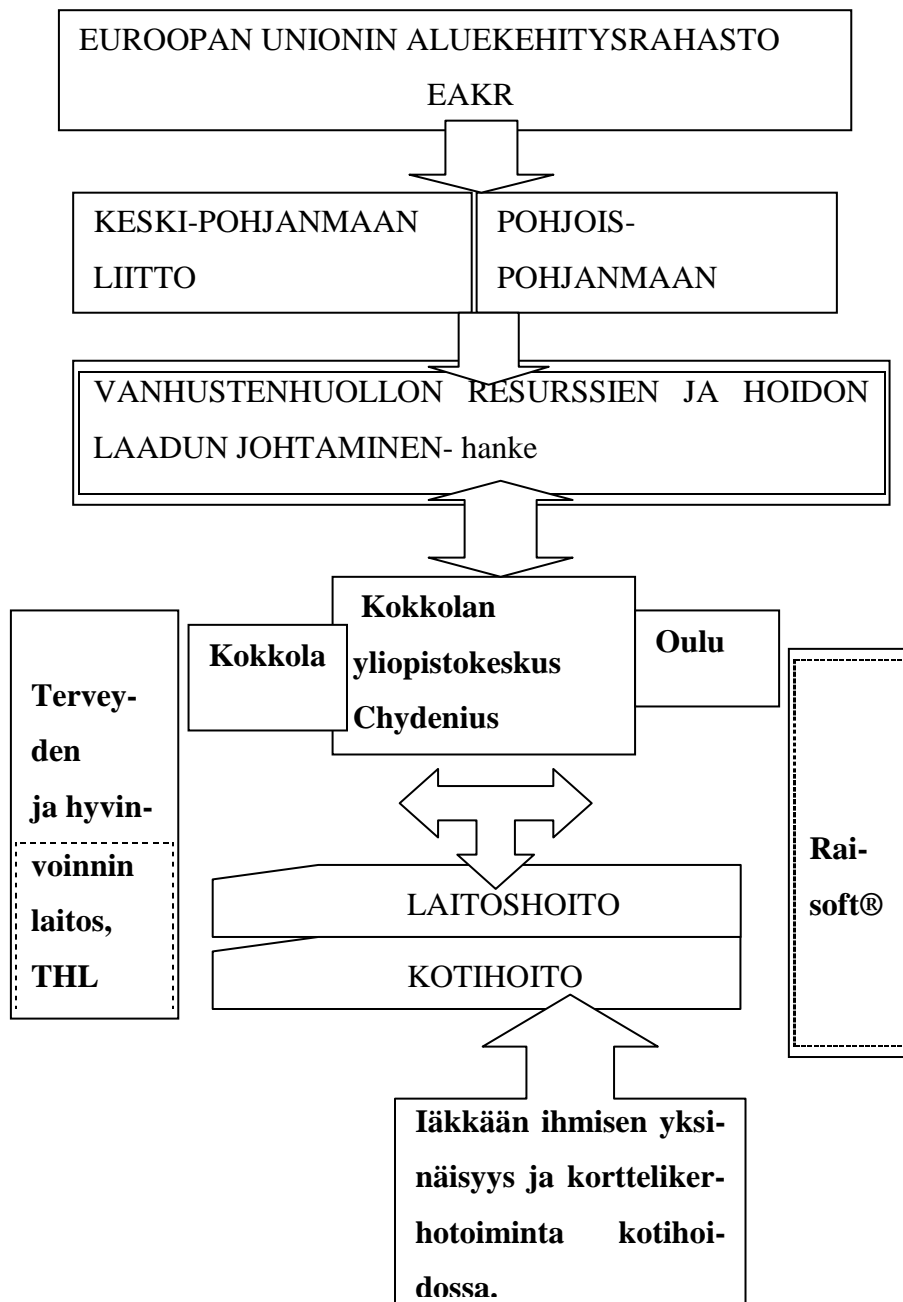 EUROOPAN UNIONIN ALUEKEHITYSRAHASTO
EAKR
KESKI-POHJANMAAN
LIITTO
POHJOIS-
POHJANMAAN
VANHUSTENHUOLLON RESURSSIEN JA HOIDON
LAADUN JOHTAMINEN- hanke
Kokkola
Kokkolan
yliopistokeskus
Chydenius
Oulu
Tervey-
den
ja hyvin-
voinnin
laitos,
THL
Rai-
soft®
LAITOSHOITO
KOTIHOITO
Iäkkään ihmisen yksi-
näisyys ja kortteliker-
hotoiminta kotihoi-
dossa.